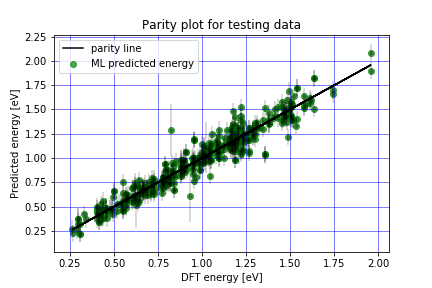 Parity plot for testing data
2.25
2.00
1.75
1.50
1.25
1.00
0.75
0.50
0.25
Predicted energy [eV]
parity line
ML predicted energy
0.25 0.50 0.75 1.00 1.25 1.50 1.75 2.00
DFT energy [eV]